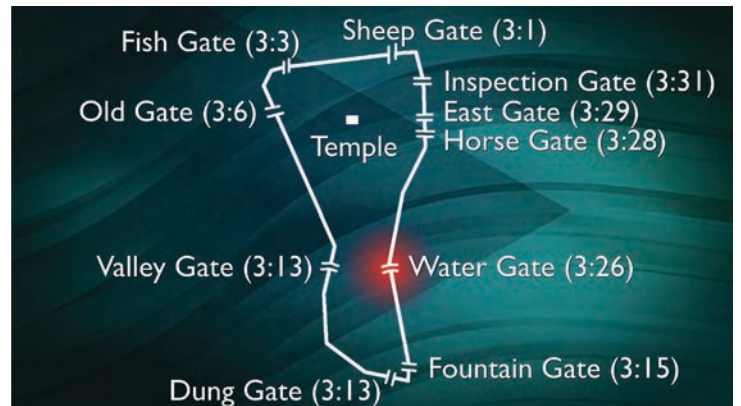 Sheep Gate (3:1)
Fish Gate (3:3)
Inspection Gate (3:31)
Old Gate (3:6)
East Gate (3:29)
Temple
Horse Gate (3:28)
Valley Gate (3:13)
Water Gate (3:26)
Fountain Gate (3:15)
Dung Gate (3:13)